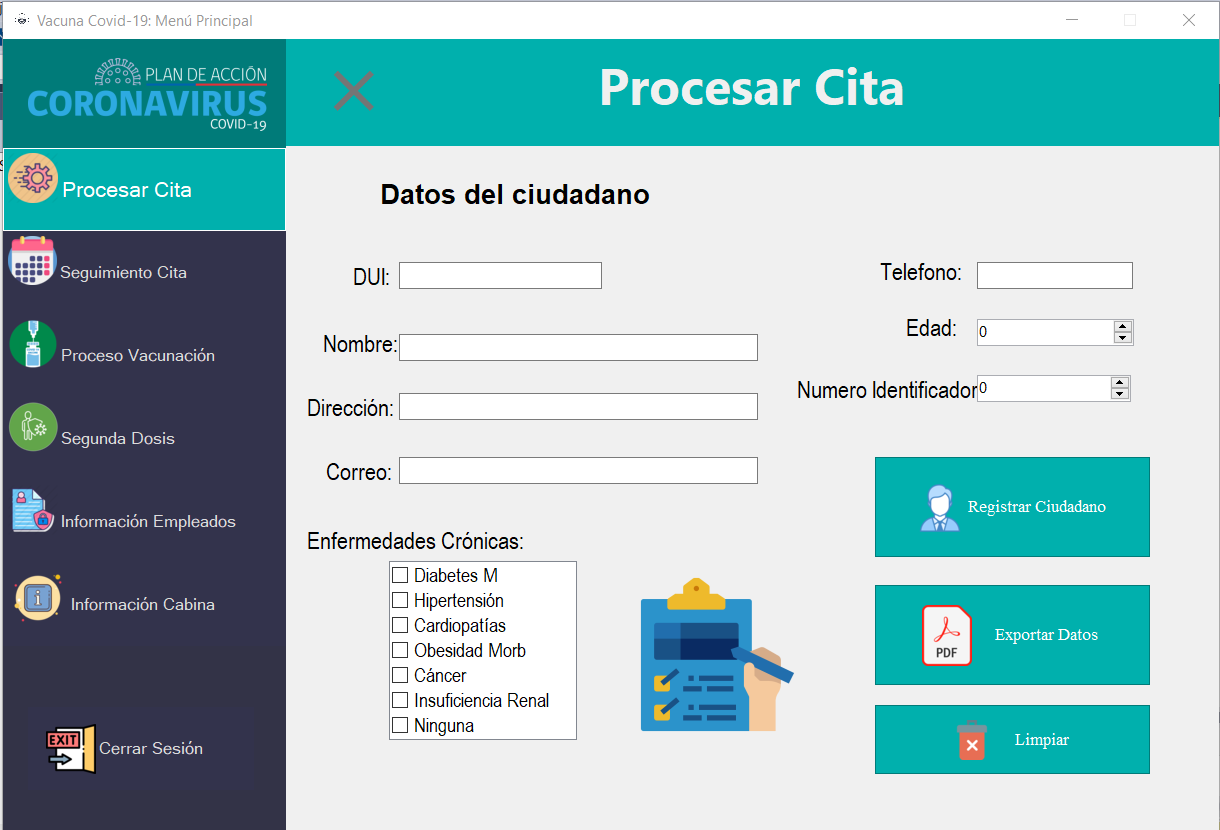 Vacuna Covid-19: Menú Principal
PLAN DE ACCIÓN
CORONAVIRUS
COVID-19
Procesar Cita
Procesar Cita
Seguimiento Cita
Proceso Vacunación
Segunda Dosis
Información Empleados
Información Cabina
EXIT
Cerrar Sesión
Datos del ciudadano
DUI:
Nombre:
Dirección:
Correo:
Enfermedades Crónicas:
Diabetes M
Hipertensión
Cardiopatías
Obesidad Morb
Cáncer
Insuficiencia Renal
Ninguna
Telefono:
Edad: 0
Numero Identificador 0
Registrar Ciudadano
PDF
Exportar Datos
Limpiar